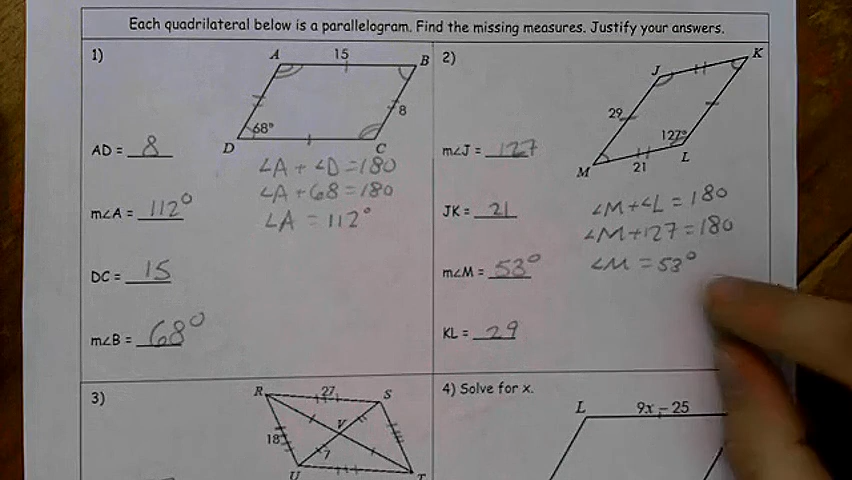 Each quadrilateral below is a parallelogram. Find the missing measures. Justify your answers.
1)
A
15
B
8
68°
D
C
AD = 8
∠A + ∠D = 180
∠A + 68 = 180
∠A = 112°
m∠A = 112°
DC = 15
m∠B = 68°
2)
K
J
29
127°
L
M
21
m∠J = 127
JK = 21
∠M + ∠L = 180
∠M + 127 = 180
∠M = 53°
m∠M = 53°
KL = 29
3)
R
27
S
V
18
7
U
T
4) Solve for x.
L
9x - 25